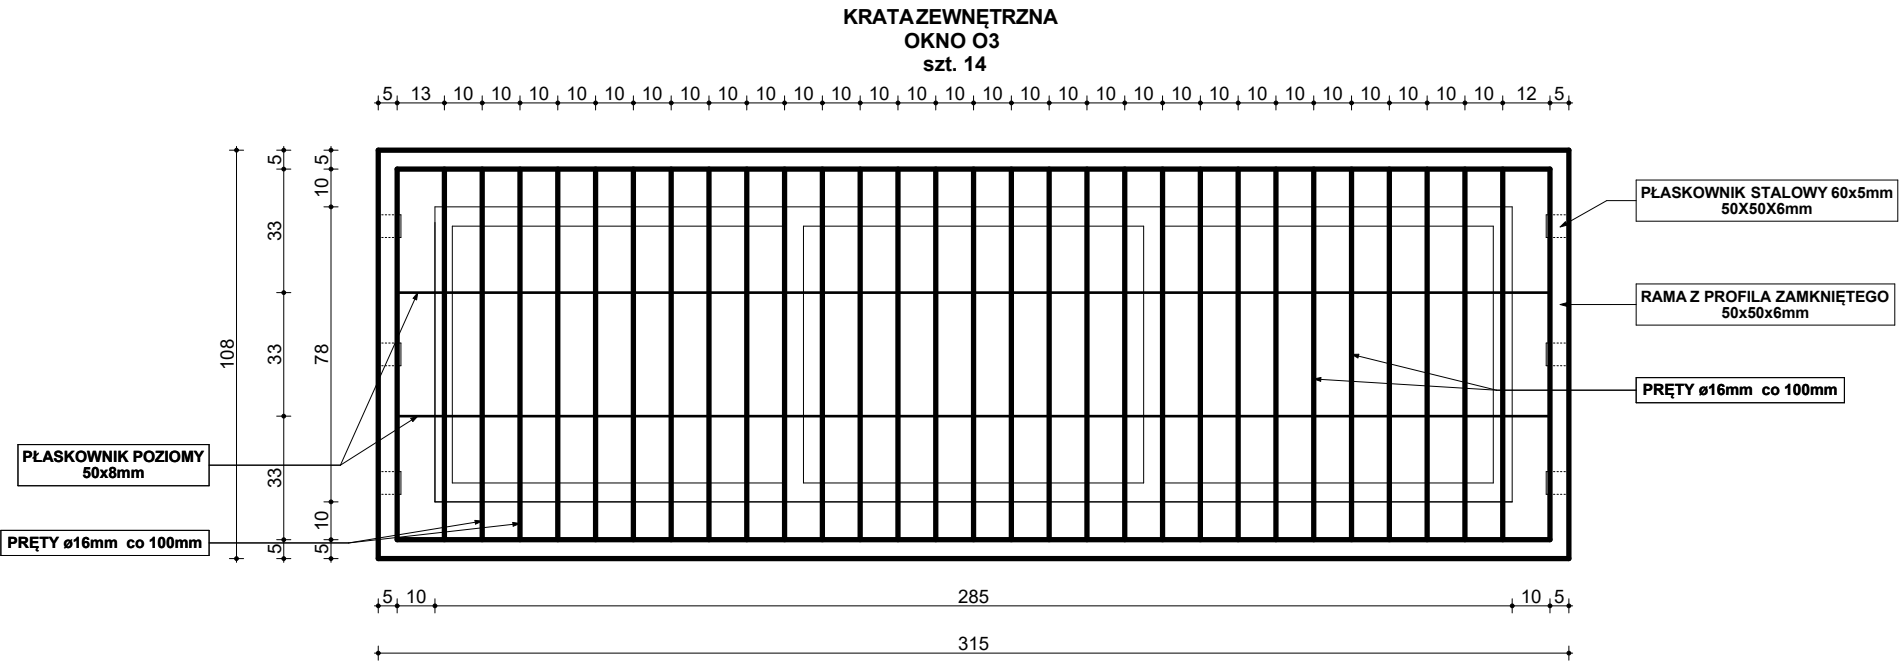 KRATA ZEWNĘTRZNA
OKNO O3
szt. 14
5 13 10 10 10 10 10 10 10 10 10 10 10 10 10 10 10 10 10 10 10 10 10 10 10 10 10 10 10 10 12 5
108
5
33
33
33
5
5
10
78
10
5
PŁASKOWNIK STALOWY 60x5mm
50X50X6mm
RAMA Z PROFILA ZAMKNIĘTEGO
50x50x6mm
PRĘTY ø16mm co 100mm
PŁASKOWNIK POZIOMY
50x8mm
PRĘTY ø16mm co 100mm
5 10 285 10 5
315